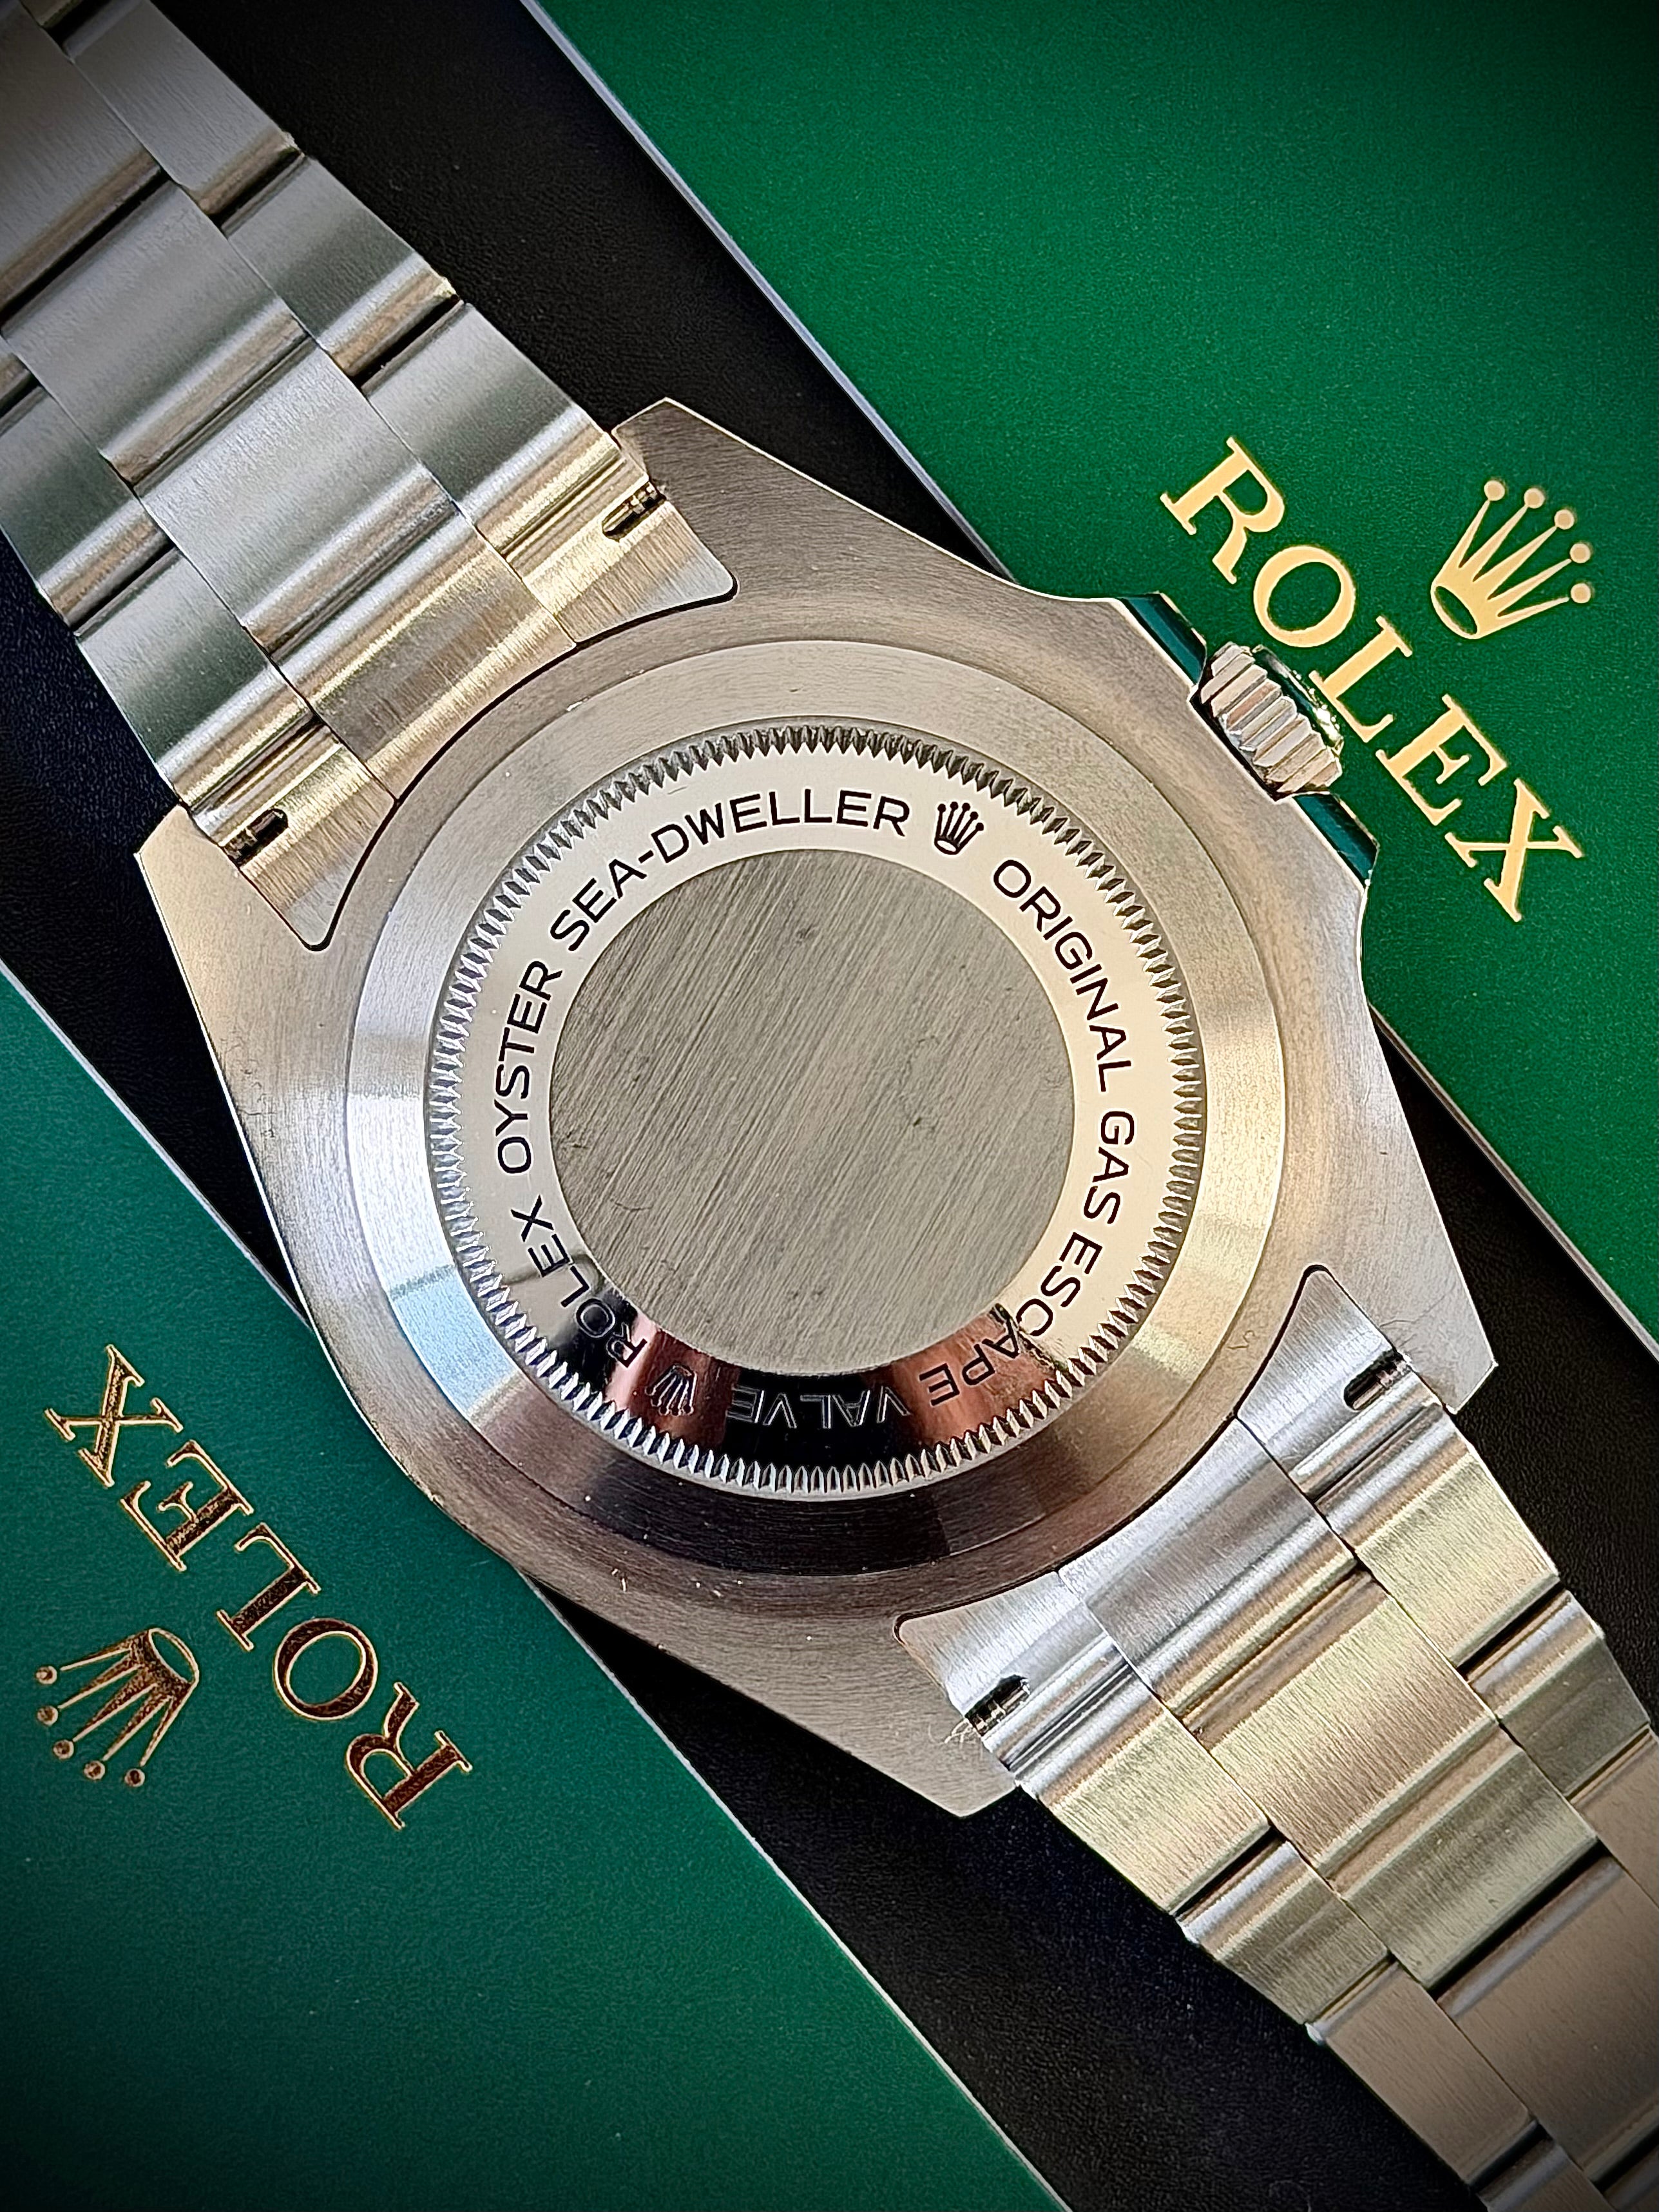 ROLEX
ROLEX OYSTER SEA-DWELLER
ORIGINAL GAS ESCAPE VALVE
ROLEX